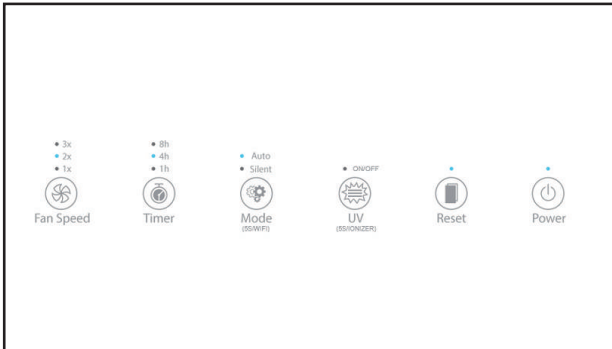 3x
2x
1x
Fan Speed
8h
4h
1h
Timer
Auto
Silent
Mode
(5S/WIFI)
ON/OFF
UV
(5S/IONIZER)
Reset
Power